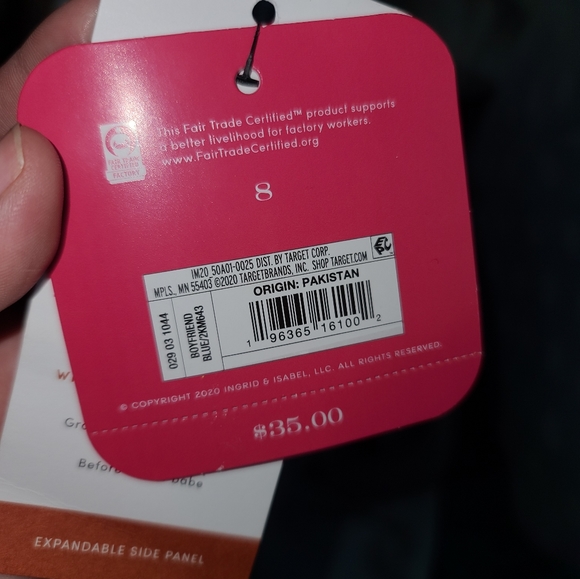 This Fair Trade Certified™ product supports
a better livelihood for factory workers.
www.FairTradeCertified.org
FACTORY
8
IM20 50A01-0025 DIST. BY TARGET CORP.
MPLS., MN 55403 ©2020 TARGETBRANDS, INC. SHOP TARGET.COM
ORIGIN: PAKISTAN
029 03 1044
BOYFRIEND
BLUE/2KM643
1 96365 16100 2
© COPYRIGHT 2020 INGRID & ISABEL, LLC. ALL RIGHTS RESERVED.
$35.00
EXPANDABLE SIDE PANEL